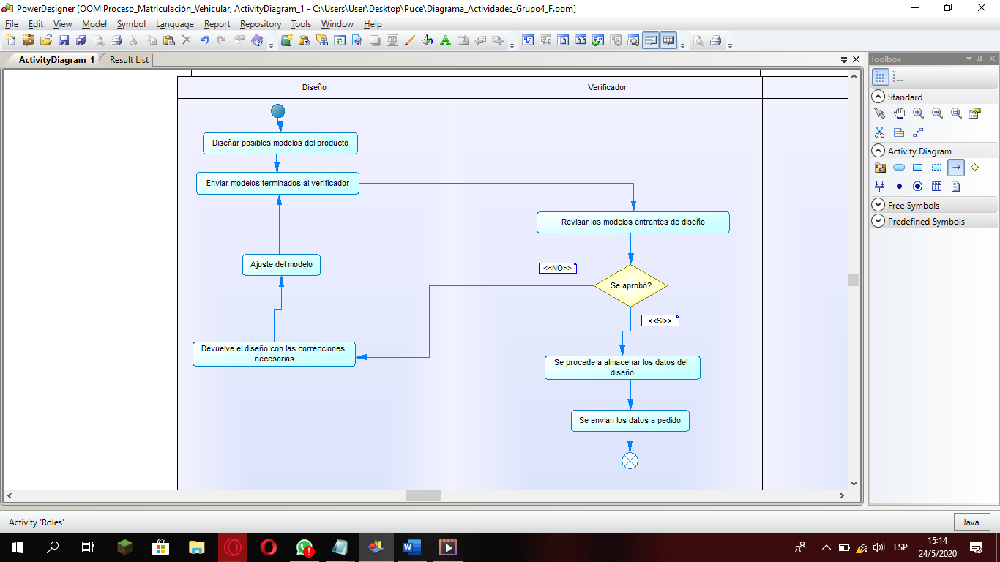 PowerDesigner [OOM Proceso_Matriculación_Vehicular, ActivityDiagram_1 - C:\Users\User\Desktop\Puce\Diagrama_Actividades_Grupo4_F.oom]
File Edit View Model Symbol Language Report Repository Tools Window Help
ActivityDiagram_1 Result List
Toolbox
Standard
Activity Diagram
Free Symbols
Predefined Symbols
Diseño
Verificador
Diseñar posibles modelos del producto
Enviar modelos terminados al verificador
Revisar los modelos entrantes de diseño
Ajuste del modelo
<<NO>>
Se aprobó?
<<SI>>
Devuelve el diseño con las correcciones
necesarias
Se procede a almacenar los datos del
diseño
Se envian los datos a pedido
Activity 'Roles'
Java
ESP
15:14
24/5/2020